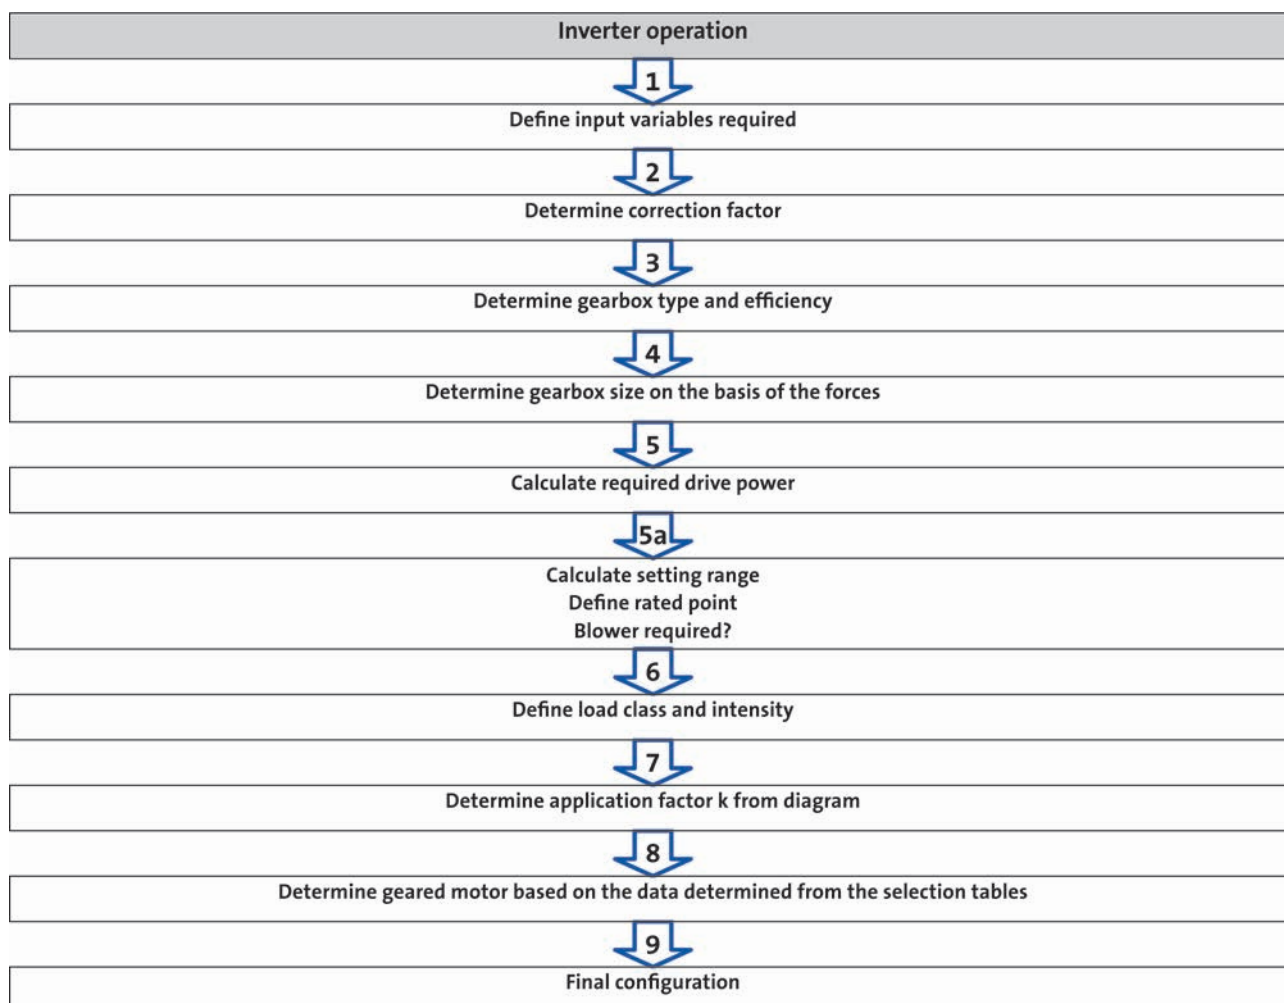 Inverter operation
1
Define input variables required
2
Determine correction factor
3
Determine gearbox type and efficiency
4
Determine gearbox size on the basis of the forces
5
Calculate required drive power
5a
Calculate setting range
Define rated point
Blower required?
6
Define load class and intensity
7
Determine application factor k from diagram
8
Determine geared motor based on the data determined from the selection tables
9
Final configuration